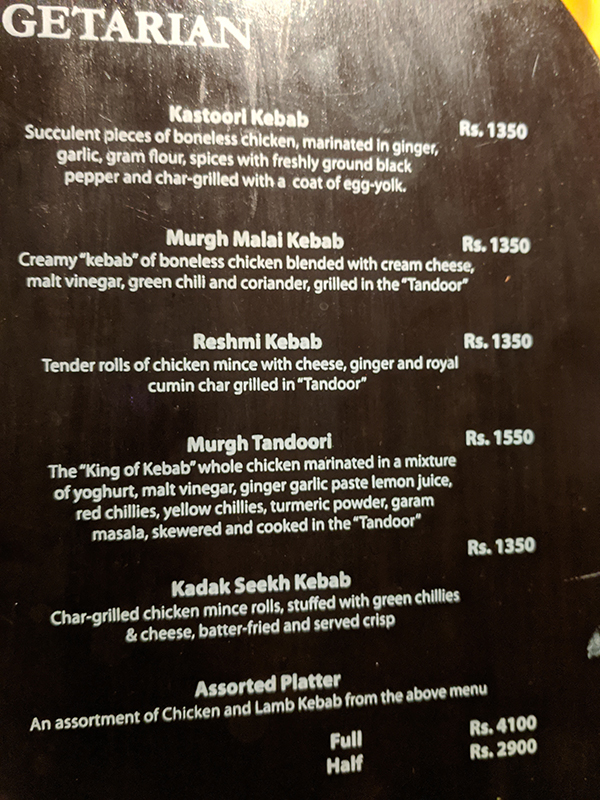 GETARIAN
Kastoori Kebab Rs. 1350
Succulent pieces of boneless chicken, marinated in ginger,
garlic, gram flour, spices with freshly ground black
pepper and char-grilled with a coat of egg-yolk.
Murgh Malai Kebab Rs. 1350
Creamy "kebab" of boneless chicken blended with cream cheese,
malt vinegar, green chili and coriander, grilled in the "Tandoor"
Reshmi Kebab Rs. 1350
Tender rolls of chicken mince with cheese, ginger and royal
cumin char grilled in "Tandoor"
Murgh Tandoori Rs. 1550
The "King of Kebab" whole chicken marinated in a mixture
of yoghurt, malt vinegar, ginger garlic paste lemon juice,
red chillies, yellow chillies, turmeric powder, garam
masala, skewered and cooked in the "Tandoor"
Rs. 1350
Kadak Seekh Kebab
Char-grilled chicken mince rolls, stuffed with green chillies
& cheese, batter-fried and served crisp
Assorted Platter
An assortment of Chicken and Lamb Kebab from the above menu
Full Rs. 4100
Half Rs. 2900